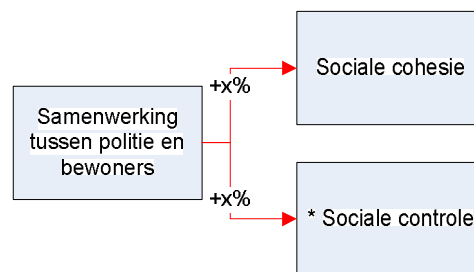 Sociale cohesie
+x%
Samenwerking
tussen politie en
bewoners
+x%
* Sociale controle